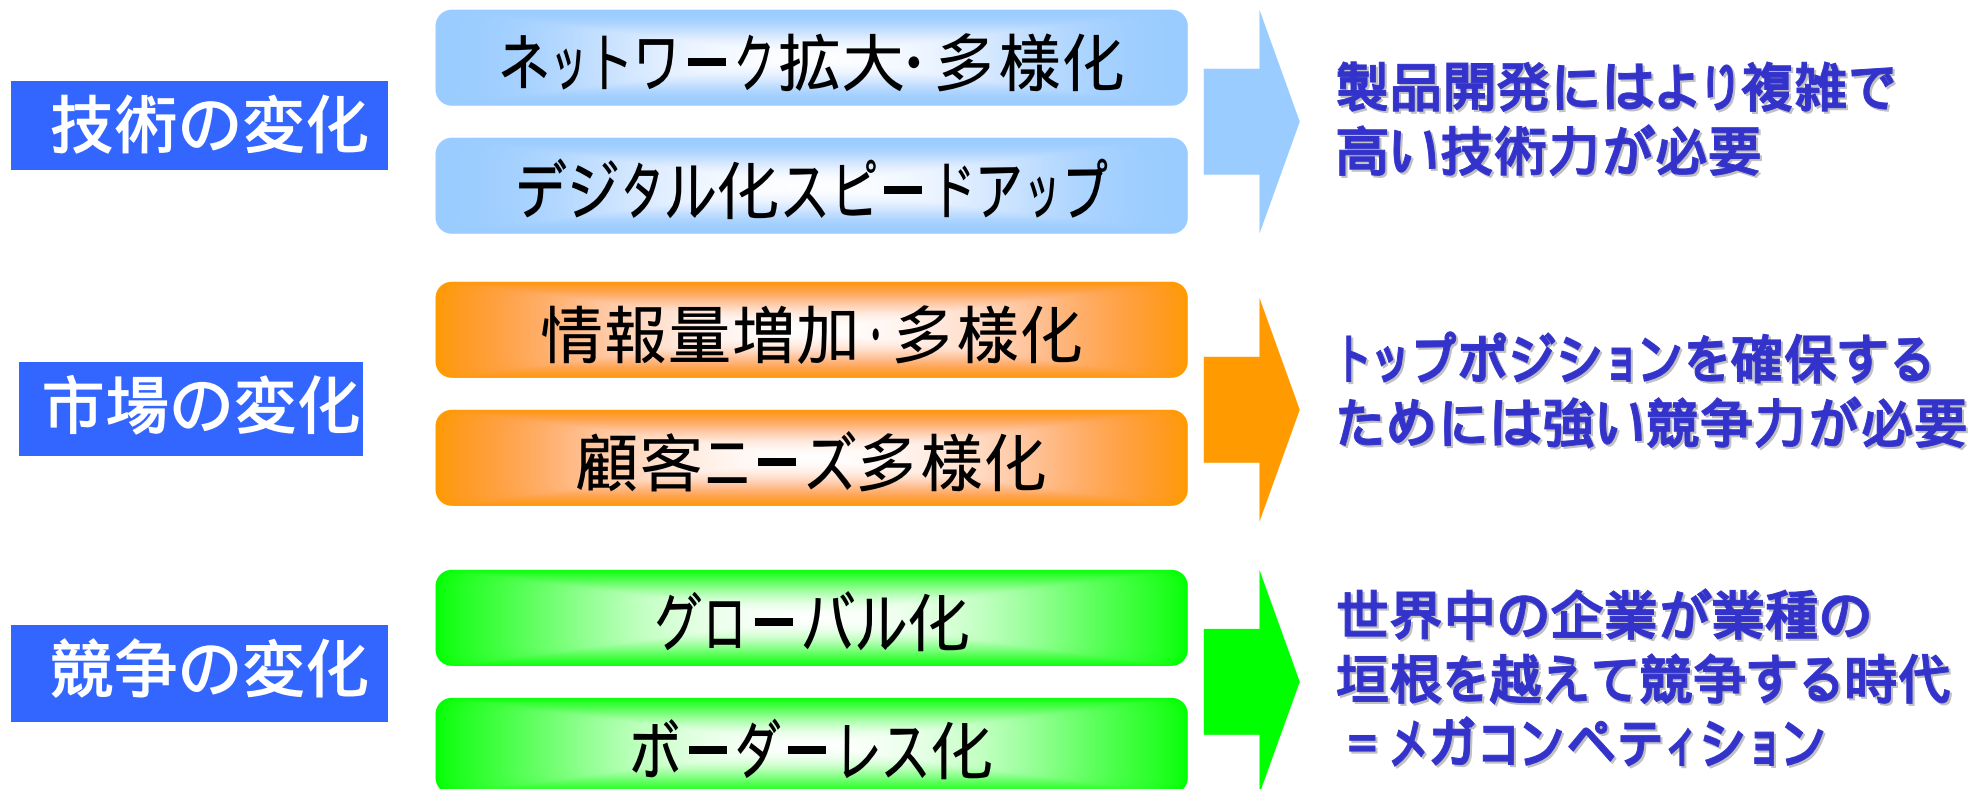 技術の変化
ネットワーク拡大・多様化
デジタル化スピードアップ
製品開発にはより複雑で
高い技術力が必要
市場の変化
情報量増加・多様化
顧客ニーズ多様化
トップポジションを確保する
ためには強い競争力が必要
競争の変化
グローバル化
ボーダーレス化
世界中の企業が業種の
垣根を越えて競争する時代
=メガコンペティション